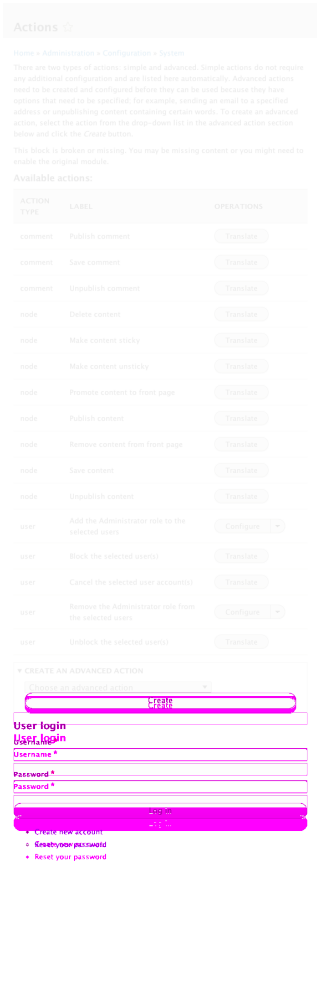 Actions
Home » Administration » Configuration » System
There are two types of actions: simple and advanced. Simple actions do not require
any additional configuration and are listed here automatically. Advanced actions
need to be created and configured before they can be used because they have
options that need to be specified; for example, sending an email to a specified
address or unpublishing content containing certain words. To create an advanced
action, select the action from the drop-down list in the advanced action section
below and click the Create button.
This block is broken or missing. You may be missing content or you might need to
enable the original module.
Available actions:
ACTION TYPE LABEL OPERATIONS
comment Publish comment Translate
comment Save comment Translate
comment Unpublish comment Translate
node Delete content Translate
node Make content sticky Translate
node Make content unsticky Translate
node Promote content to front page Translate
node Publish content Translate
node Remove content from front page Translate
node Save content Translate
node Unpublish content Translate
user Add the Administrator role to the selected users Configure
user Block the selected user(s) Translate
user Cancel the selected user account(s) Translate
user Remove the Administrator role from the selected users Configure
user Unblock the selected user(s) Translate
CREATE AN ADVANCED ACTION
Choose an advanced action
Create
Create
User login
User login
Username *
Username *
Password *
Password *
Log in
Log in
Create new account
Reset your password